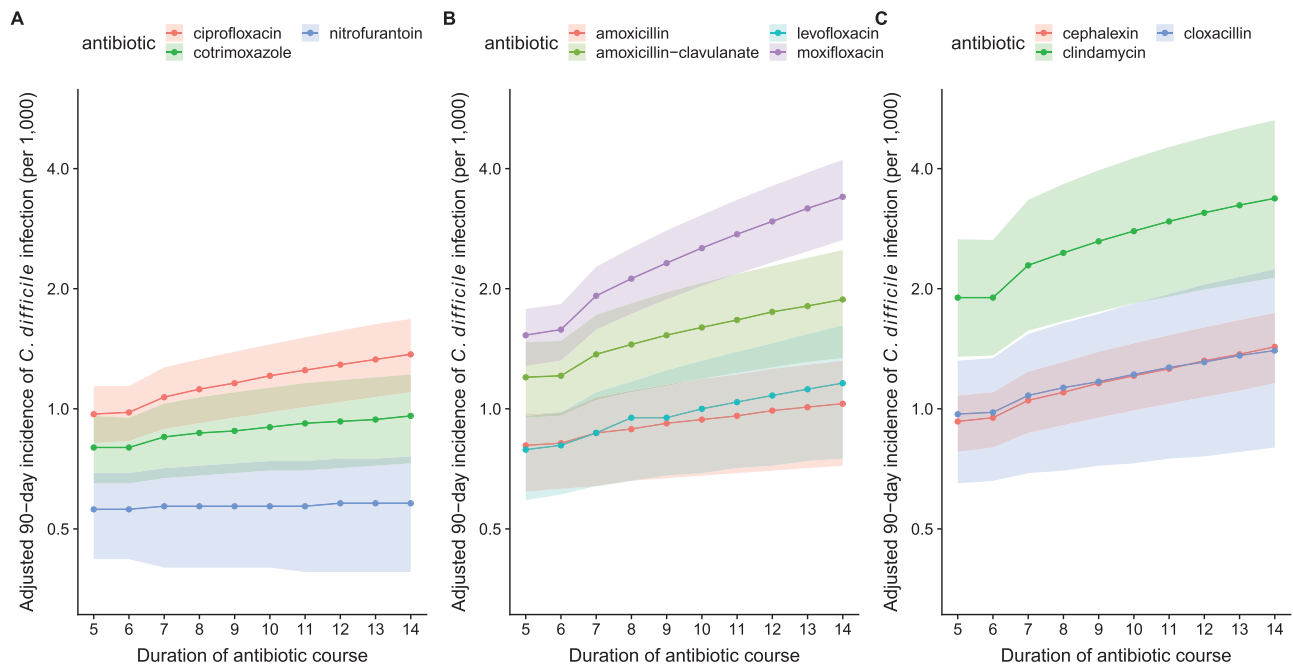 A
antibiotic
ciprofloxacin
nitrofurantoin
cotrimoxazole
Adjusted 90−day incidence of C. difficile infection (per 1,000)
4.0
2.0
1.0
0.5
5 6 7 8 9 10 11 12 13 14
Duration of antibiotic course
B
antibiotic
amoxicillin
levofloxacin
amoxicillin−clavulanate
moxifloxacin
Adjusted 90−day incidence of C. difficile infection (per 1,000)
4.0
2.0
1.0
0.5
5 6 7 8 9 10 11 12 13 14
Duration of antibiotic course
C
antibiotic
cephalexin
cloxacillin
clindamycin
Adjusted 90−day incidence of C. difficile infection (per 1,000)
4.0
2.0
1.0
0.5
5 6 7 8 9 10 11 12 13 14
Duration of antibiotic course